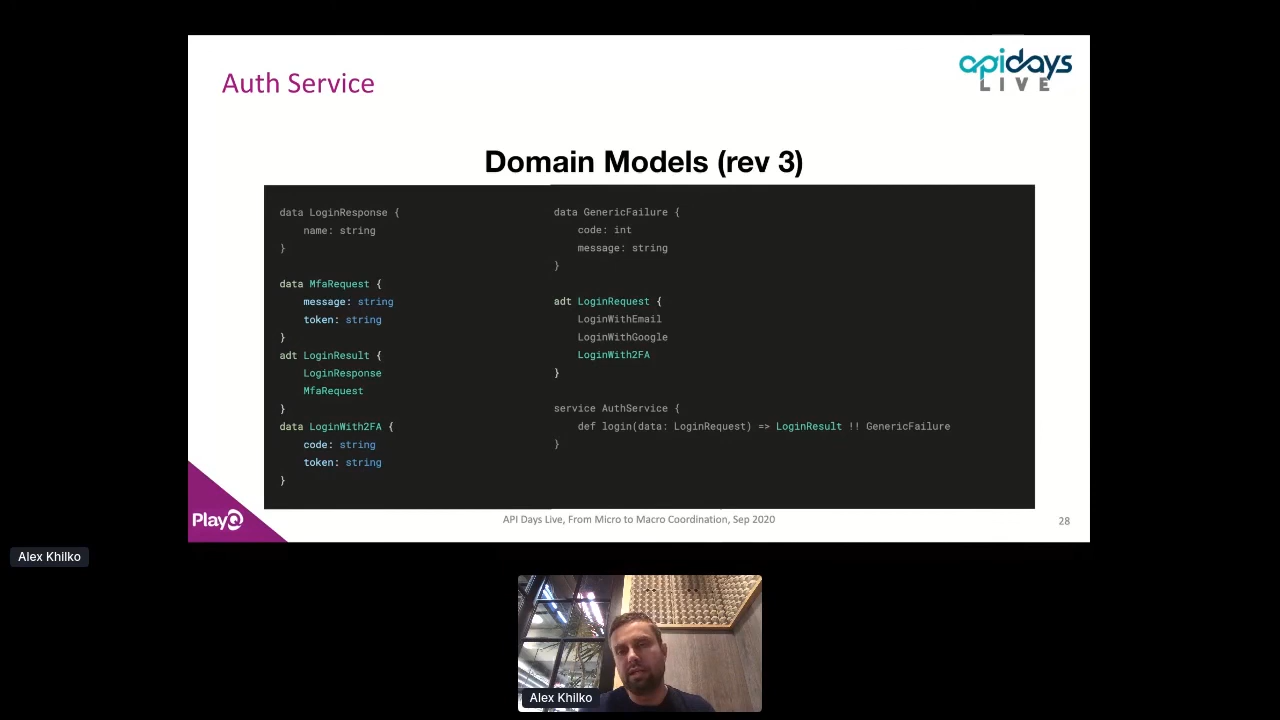 Auth Service
apidays
LIVE
Domain Models (rev 3)
data LoginResponse {
name: string
}
data MfaRequest {
message: string
token: string
}
adt LoginResult {
LoginResponse
MfaRequest
}
data LoginWith2FA {
code: string
token: string
}
data GenericFailure {
code: int
message: string
}
adt LoginRequest {
LoginWithEmail
LoginWithGoogle
LoginWith2FA
}
service AuthService {
def login(data: LoginRequest) => LoginResult !! GenericFailure
}
PlayQ
API Days Live, From Micro to Macro Coordination, Sep 2020
28
Alex Khilko
Alex Khilko